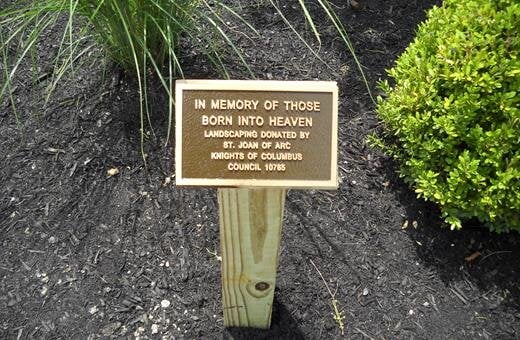 IN MEMORY OF THOSE
BORN INTO HEAVEN
LANDSCAPING DONATED BY
ST. JOAN OF ARC
KNIGHTS OF COLUMBUS
COUNCIL 10765